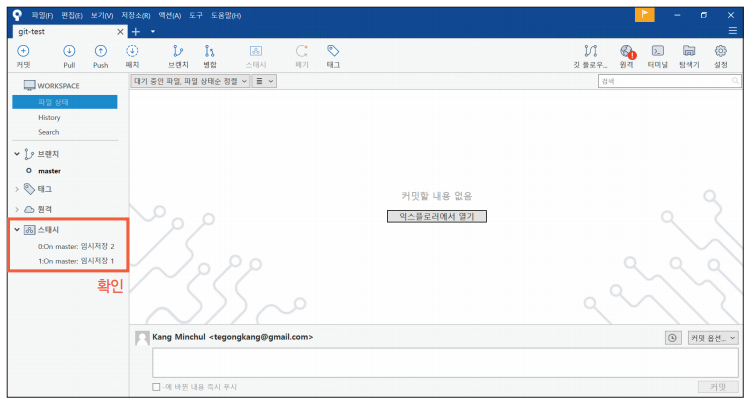 파일(F) 편집(E) 보기(V) 저장소(R) 액션(A) 도구 도움말(H)
git-test
커밋 Pull Push 패치 브랜치 병합 스태시 폐기 태그 깃 플로우... 원격 터미널 탐색기 설정
WORKSPACE
파일 상태
History
Search
브랜치
master
태그
원격
스태시
0:On master: 임시저장 2
1:On master: 임시저장 1
확인
대기 중인 파일, 파일 상태순 정렬
검색
커밋할 내용 없음
익스플로러에서 열기
Kang Minchul <tegongkang@gmail.com>
커밋 옵션...
-에 바뀐 내용 즉시 푸시
커밋